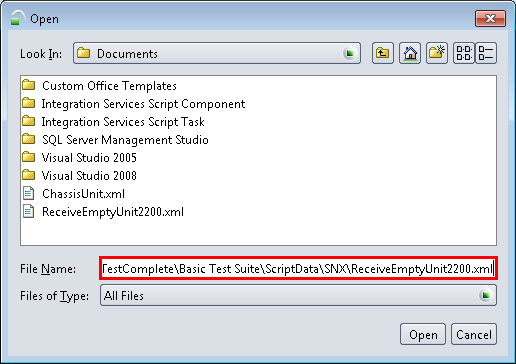 Open
Look In: Documents
Custom Office Templates
Integration Services Script Component
Integration Services Script Task
SQL Server Management Studio
Visual Studio 2005
Visual Studio 2008
ChassisUnit.xml
ReceiveEmptyUnit2200.xml
File Name: TestComplete\Basic Test Suite\ScriptData\SNX\ReceiveEmptyUnit2200.xml
Files of Type: All Files
Open Cancel